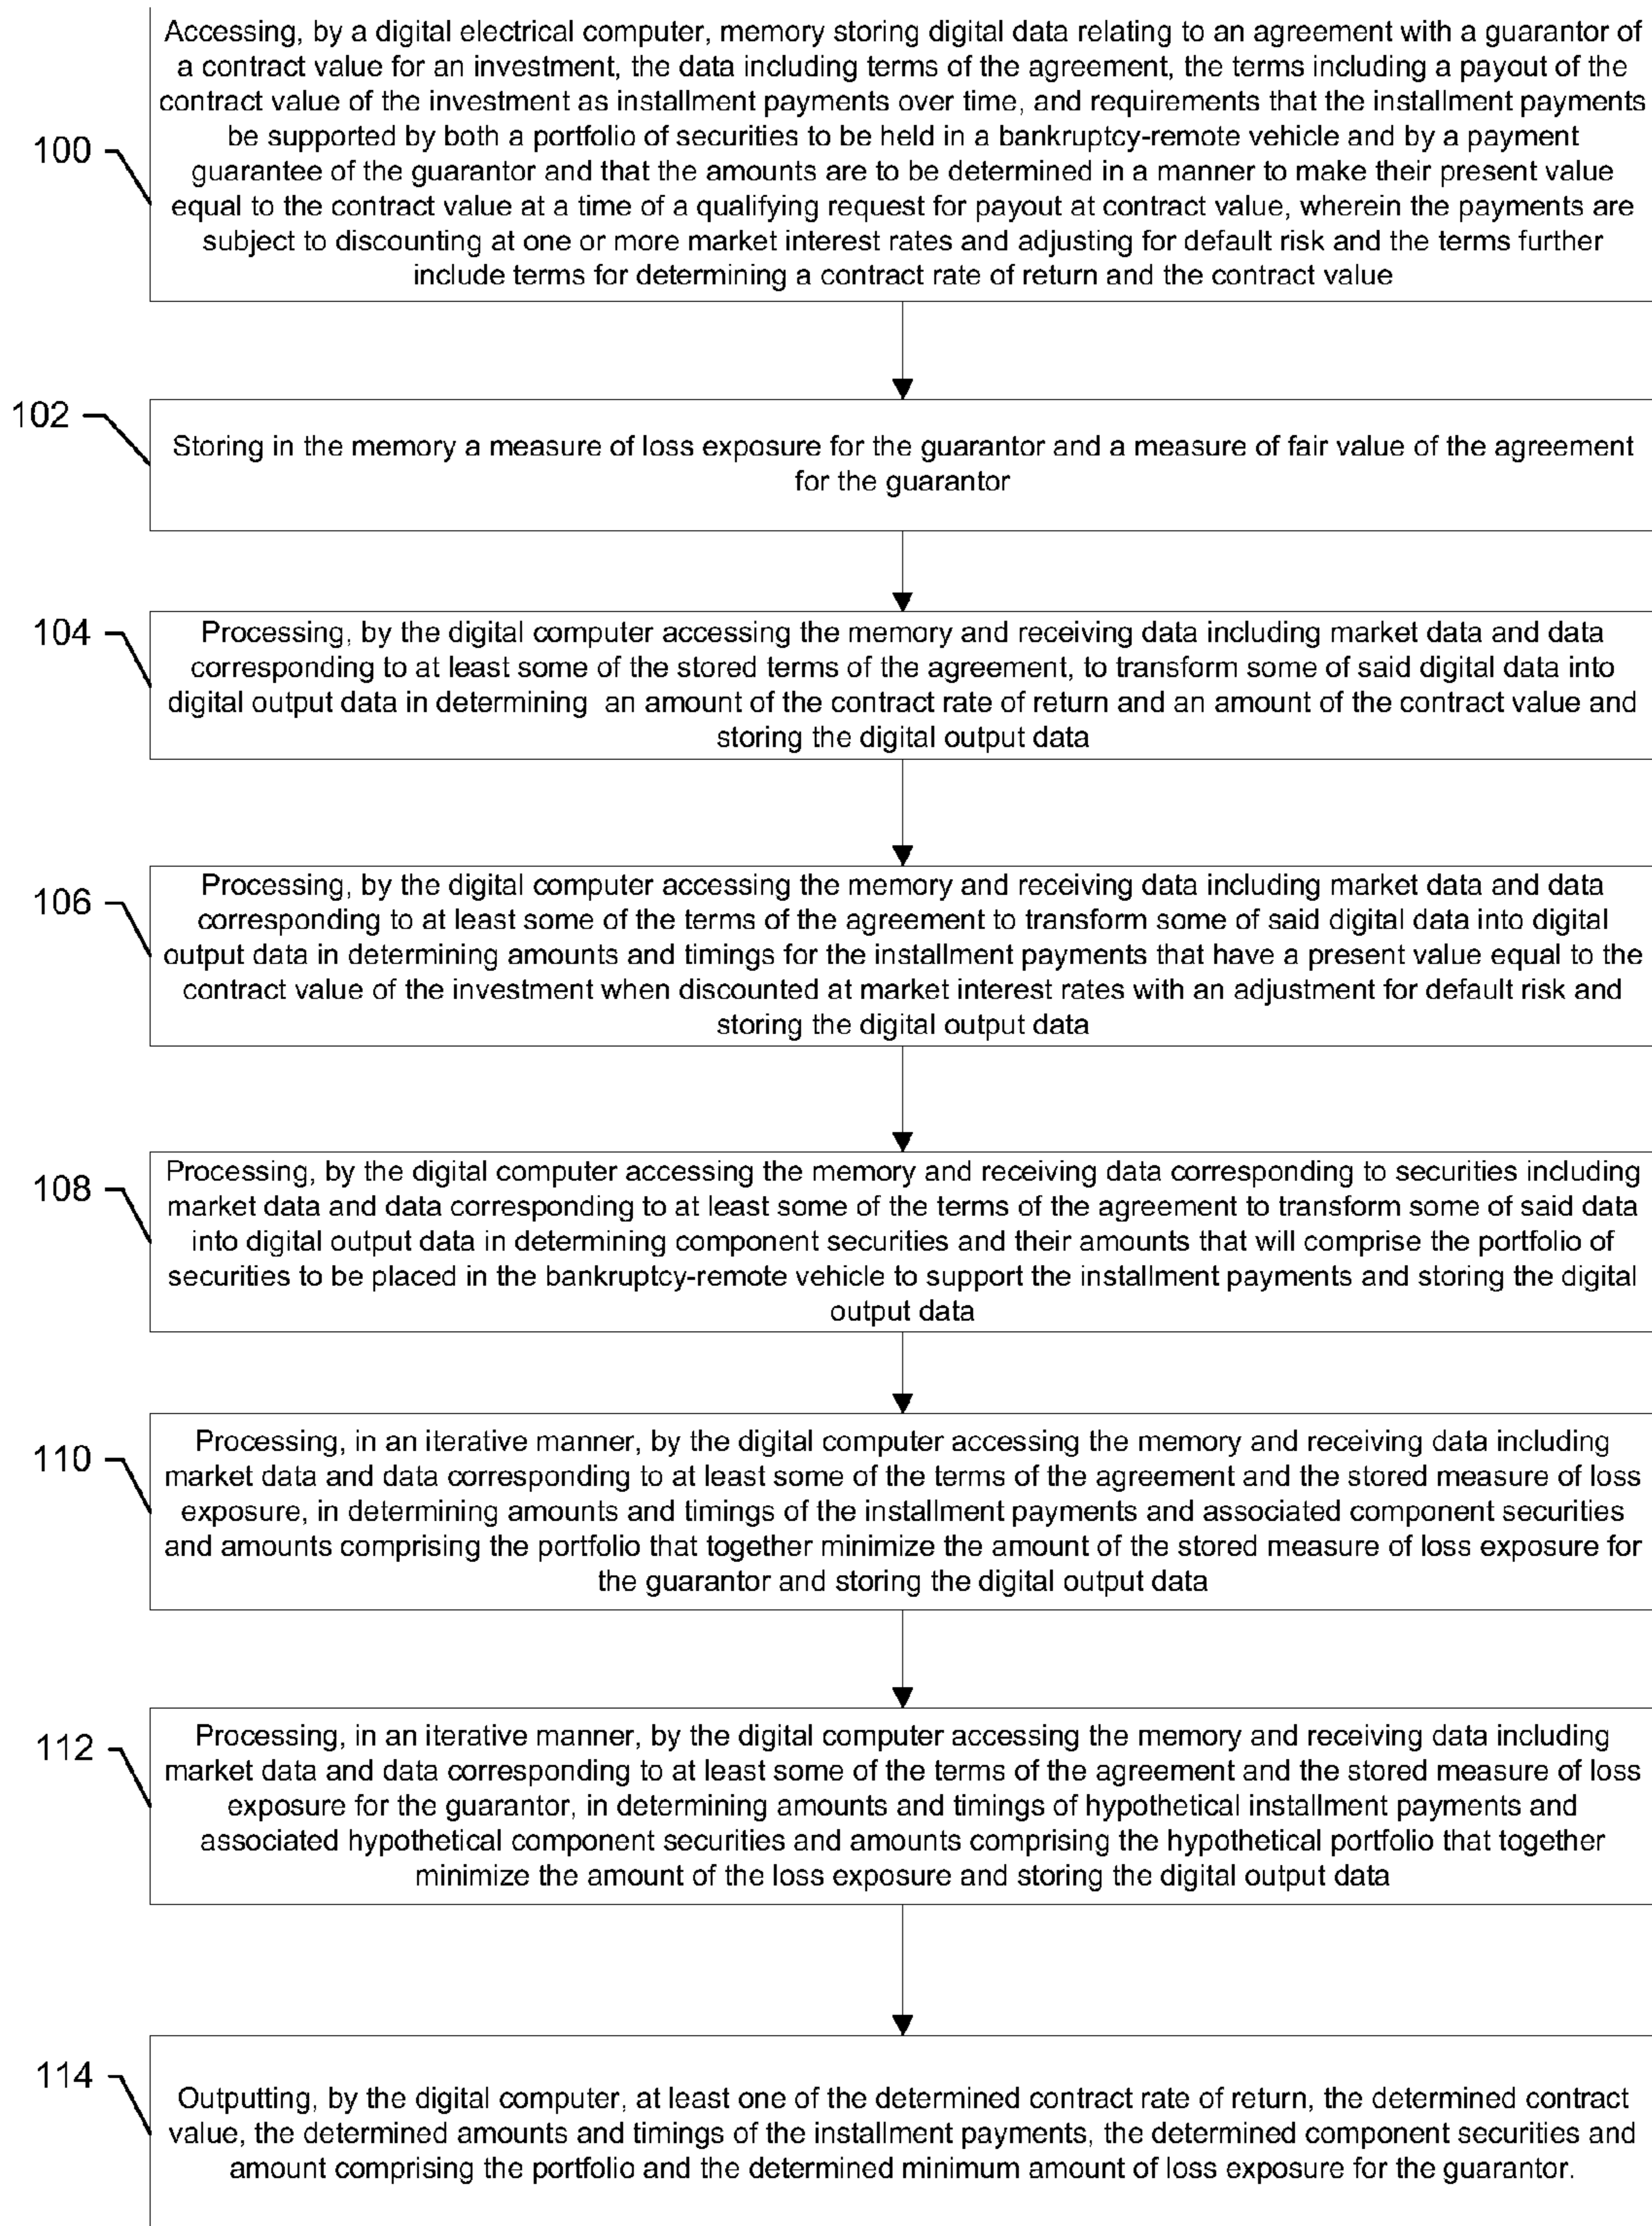 Accessing, by a digital electrical computer, memory storing digital data relating to an agreement with a guarantor of
a contract value for an investment, the data including terms of the agreement, the terms including a payout of the
contract value of the investment as installment payments over time, and requirements that the installment payments
be supported by both a portfolio of securities to be held in a bankruptcy-remote vehicle and by a payment
guarantee of the guarantor and that the amounts are to be determined in a manner to make their present value
equal to the contract value at a time of a qualifying request for payout at contract value, wherein the payments are
subject to discounting at one or more market interest rates and adjusting for default risk and the terms further
include terms for determining a contract rate of return and the contract value
100
102
Storing in the memory a measure of loss exposure for the guarantor and a measure of fair value of the agreement
for the guarantor
104
Processing, by the digital computer accessing the memory and receiving data including market data and data
corresponding to at least some of the stored terms of the agreement, to transform some of said digital data into
digital output data in determining an amount of the contract rate of return and an amount of the contract value and
storing the digital output data
106
Processing, by the digital computer accessing the memory and receiving data including market data and data
corresponding to at least some of the terms of the agreement to transform some of said digital data into digital
output data in determining amounts and timings for the installment payments that have a present value equal to the
contract value of the investment when discounted at market interest rates with an adjustment for default risk and
storing the digital output data
108
Processing, by the digital computer accessing the memory and receiving data corresponding to securities including
market data and data corresponding to at least some of the terms of the agreement to transform some of said data
into digital output data in determining component securities and their amounts that will comprise the portfolio of
securities to be placed in the bankruptcy-remote vehicle to support the installment payments and storing the digital
output data
110
Processing, in an iterative manner, by the digital computer accessing the memory and receiving data including
market data and data corresponding to at least some of the terms of the agreement and the stored measure of loss
exposure, in determining amounts and timings of the installment payments and associated component securities
and amounts comprising the portfolio that together minimize the amount of the stored measure of loss exposure for
the guarantor and storing the digital output data
112
Processing, in an iterative manner, by the digital computer accessing the memory and receiving data including
market data and data corresponding to at least some of the terms of the agreement and the stored measure of loss
exposure for the guarantor, in determining amounts and timings of hypothetical installment payments and
associated hypothetical component securities and amounts comprising the hypothetical portfolio that together
minimize the amount of the loss exposure and storing the digital output data
114
Outputting, by the digital computer, at least one of the determined contract rate of return, the determined contract
value, the determined amounts and timings of the installment payments, the determined component securities and
amount comprising the portfolio and the determined minimum amount of loss exposure for the guarantor.